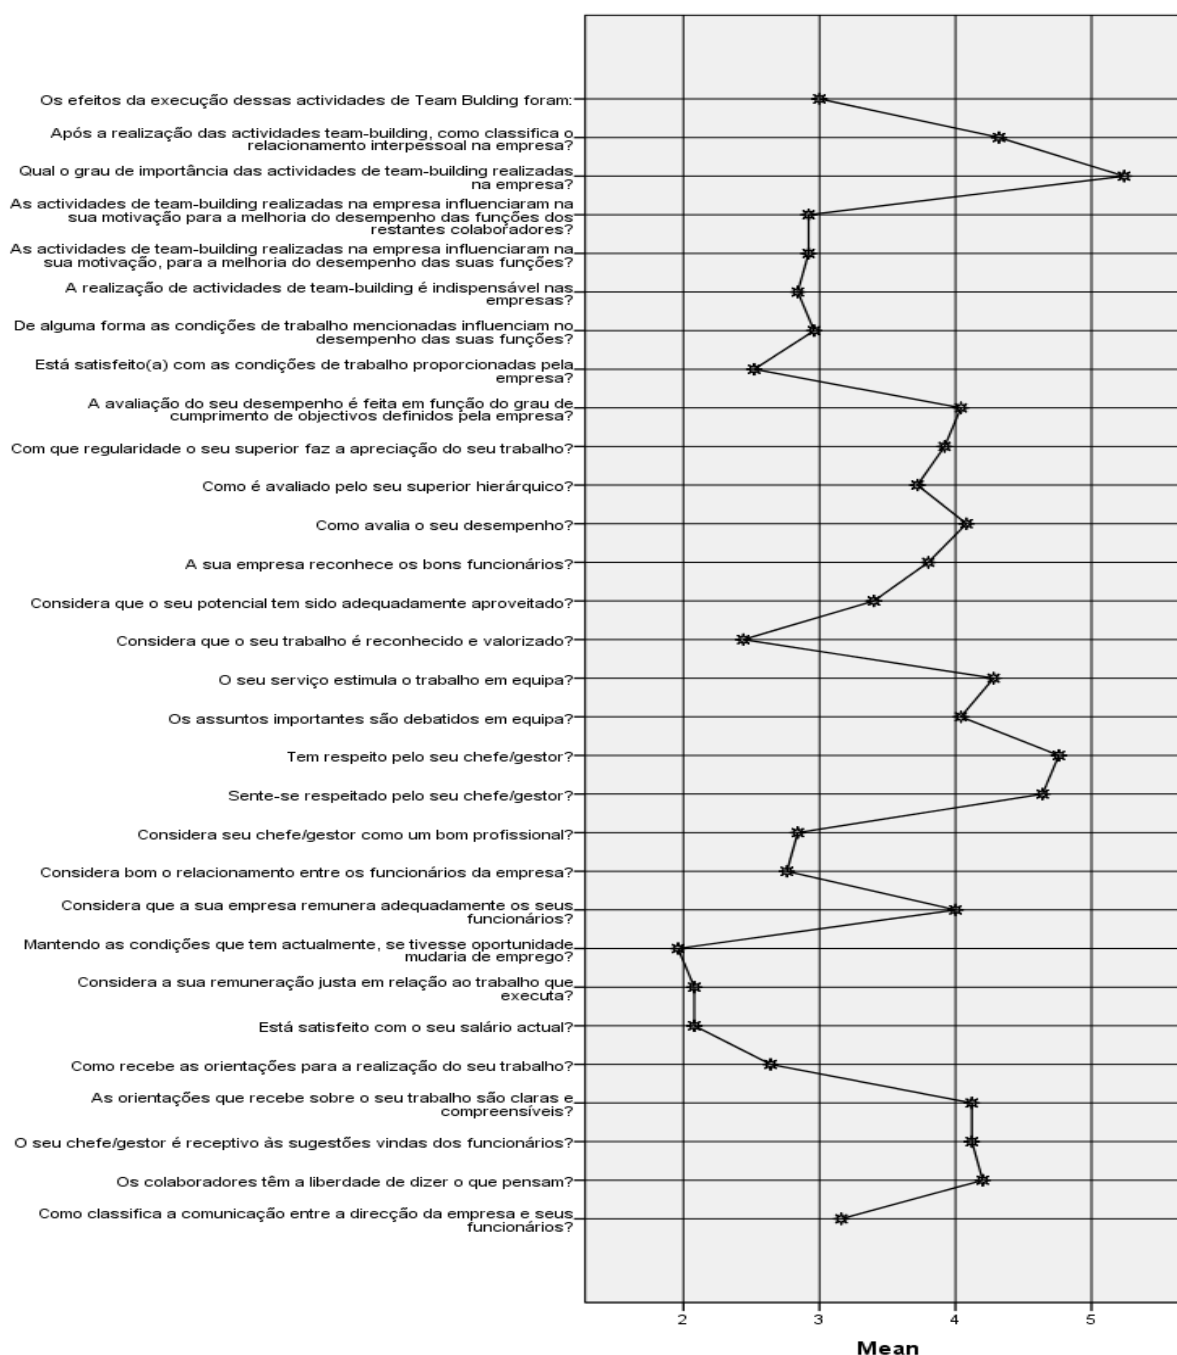 Os efeitos da execução dessas actividades de Team Bulding foram:
Após a realização das actividades team-building, como classifica o
relacionamento interpessoal na empresa?
Qual o grau de importância das actividades de team-building realizadas
na empresa?
As actividades de team-building realizadas na empresa influenciaram na
sua motivação para a melhoria do desempenho das funções dos
restantes colaboradores?
As actividades de team-building realizadas na empresa influenciaram na
sua motivação, para a melhoria do desempenho das suas funções?
A realização de actividades de team-building é indispensável nas
empresas?
De alguma forma as condições de trabalho mencionadas influenciam no
desempenho das suas funções?
Está satisfeito(a) com as condições de trabalho proporcionadas pela
empresa?
A avaliação do seu desempenho é feita em função do grau de
cumprimento de objectivos definidos pela empresa?
Com que regularidade o seu superior faz a apreciação do seu trabalho?
Como é avaliado pelo seu superior hierárquico?
Como avalia o seu desempenho?
A sua empresa reconhece os bons funcionários?
Considera que o seu potencial tem sido adequadamente aproveitado?
Considera que o seu trabalho é reconhecido e valorizado?
O seu serviço estimula o trabalho em equipa?
Os assuntos importantes são debatidos em equipa?
Tem respeito pelo seu chefe/gestor?
Sente-se respeitado pelo seu chefe/gestor?
Considera seu chefe/gestor como um bom profissional?
Considera bom o relacionamento entre os funcionários da empresa?
Considera que a sua empresa remunera adequadamente os seus
funcionários?
Mantendo as condições que tem actualmente, se tivesse oportunidade
mudaria de emprego?
Considera a sua remuneração justa em relação ao trabalho que
executa?
Está satisfeito com o seu salário actual?
Como recebe as orientações para a realização do seu trabalho?
As orientações que recebe sobre o seu trabalho são claras e
compreensíveis?
O seu chefe/gestor é receptivo às sugestões vindas dos funcionários?
Os colaboradores têm a liberdade de dizer o que pensam?
Como classifica a comunicação entre a direcção da empresa e seus
funcionários?
2 3 4 5
Mean